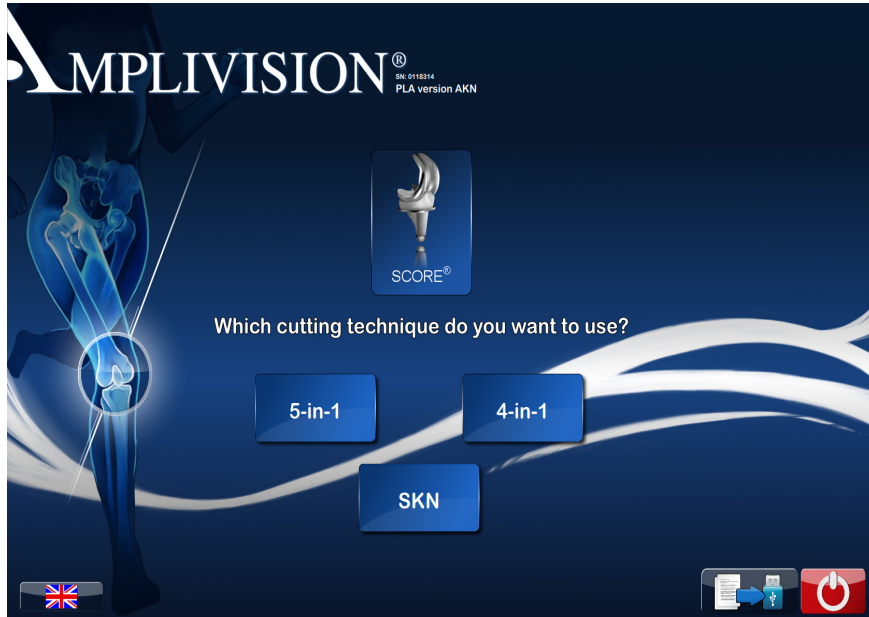 AMPLIVISION®
SN: 0118314
PLA version AKN
SCORE®
Which cutting technique do you want to use?
5-in-1
4-in-1
SKN